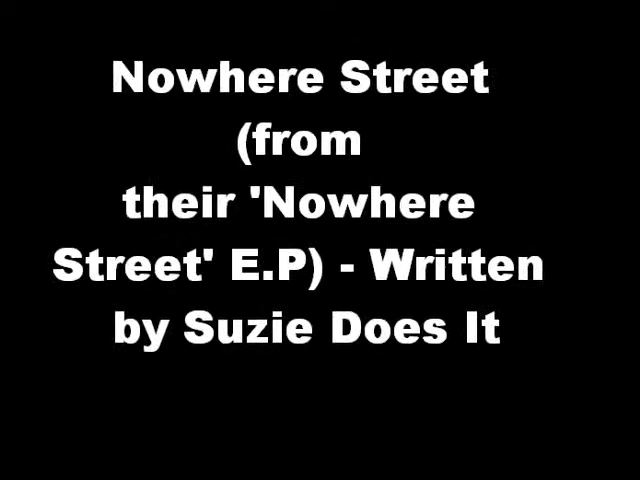 Nowhere Street
(from
their 'Nowhere
Street' E.P) - Written
by Suzie Does It